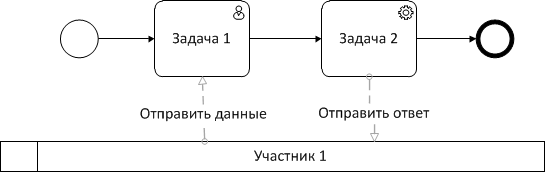 Задача 1
Задача 2
Отправить данные
Отправить ответ
Участник 1